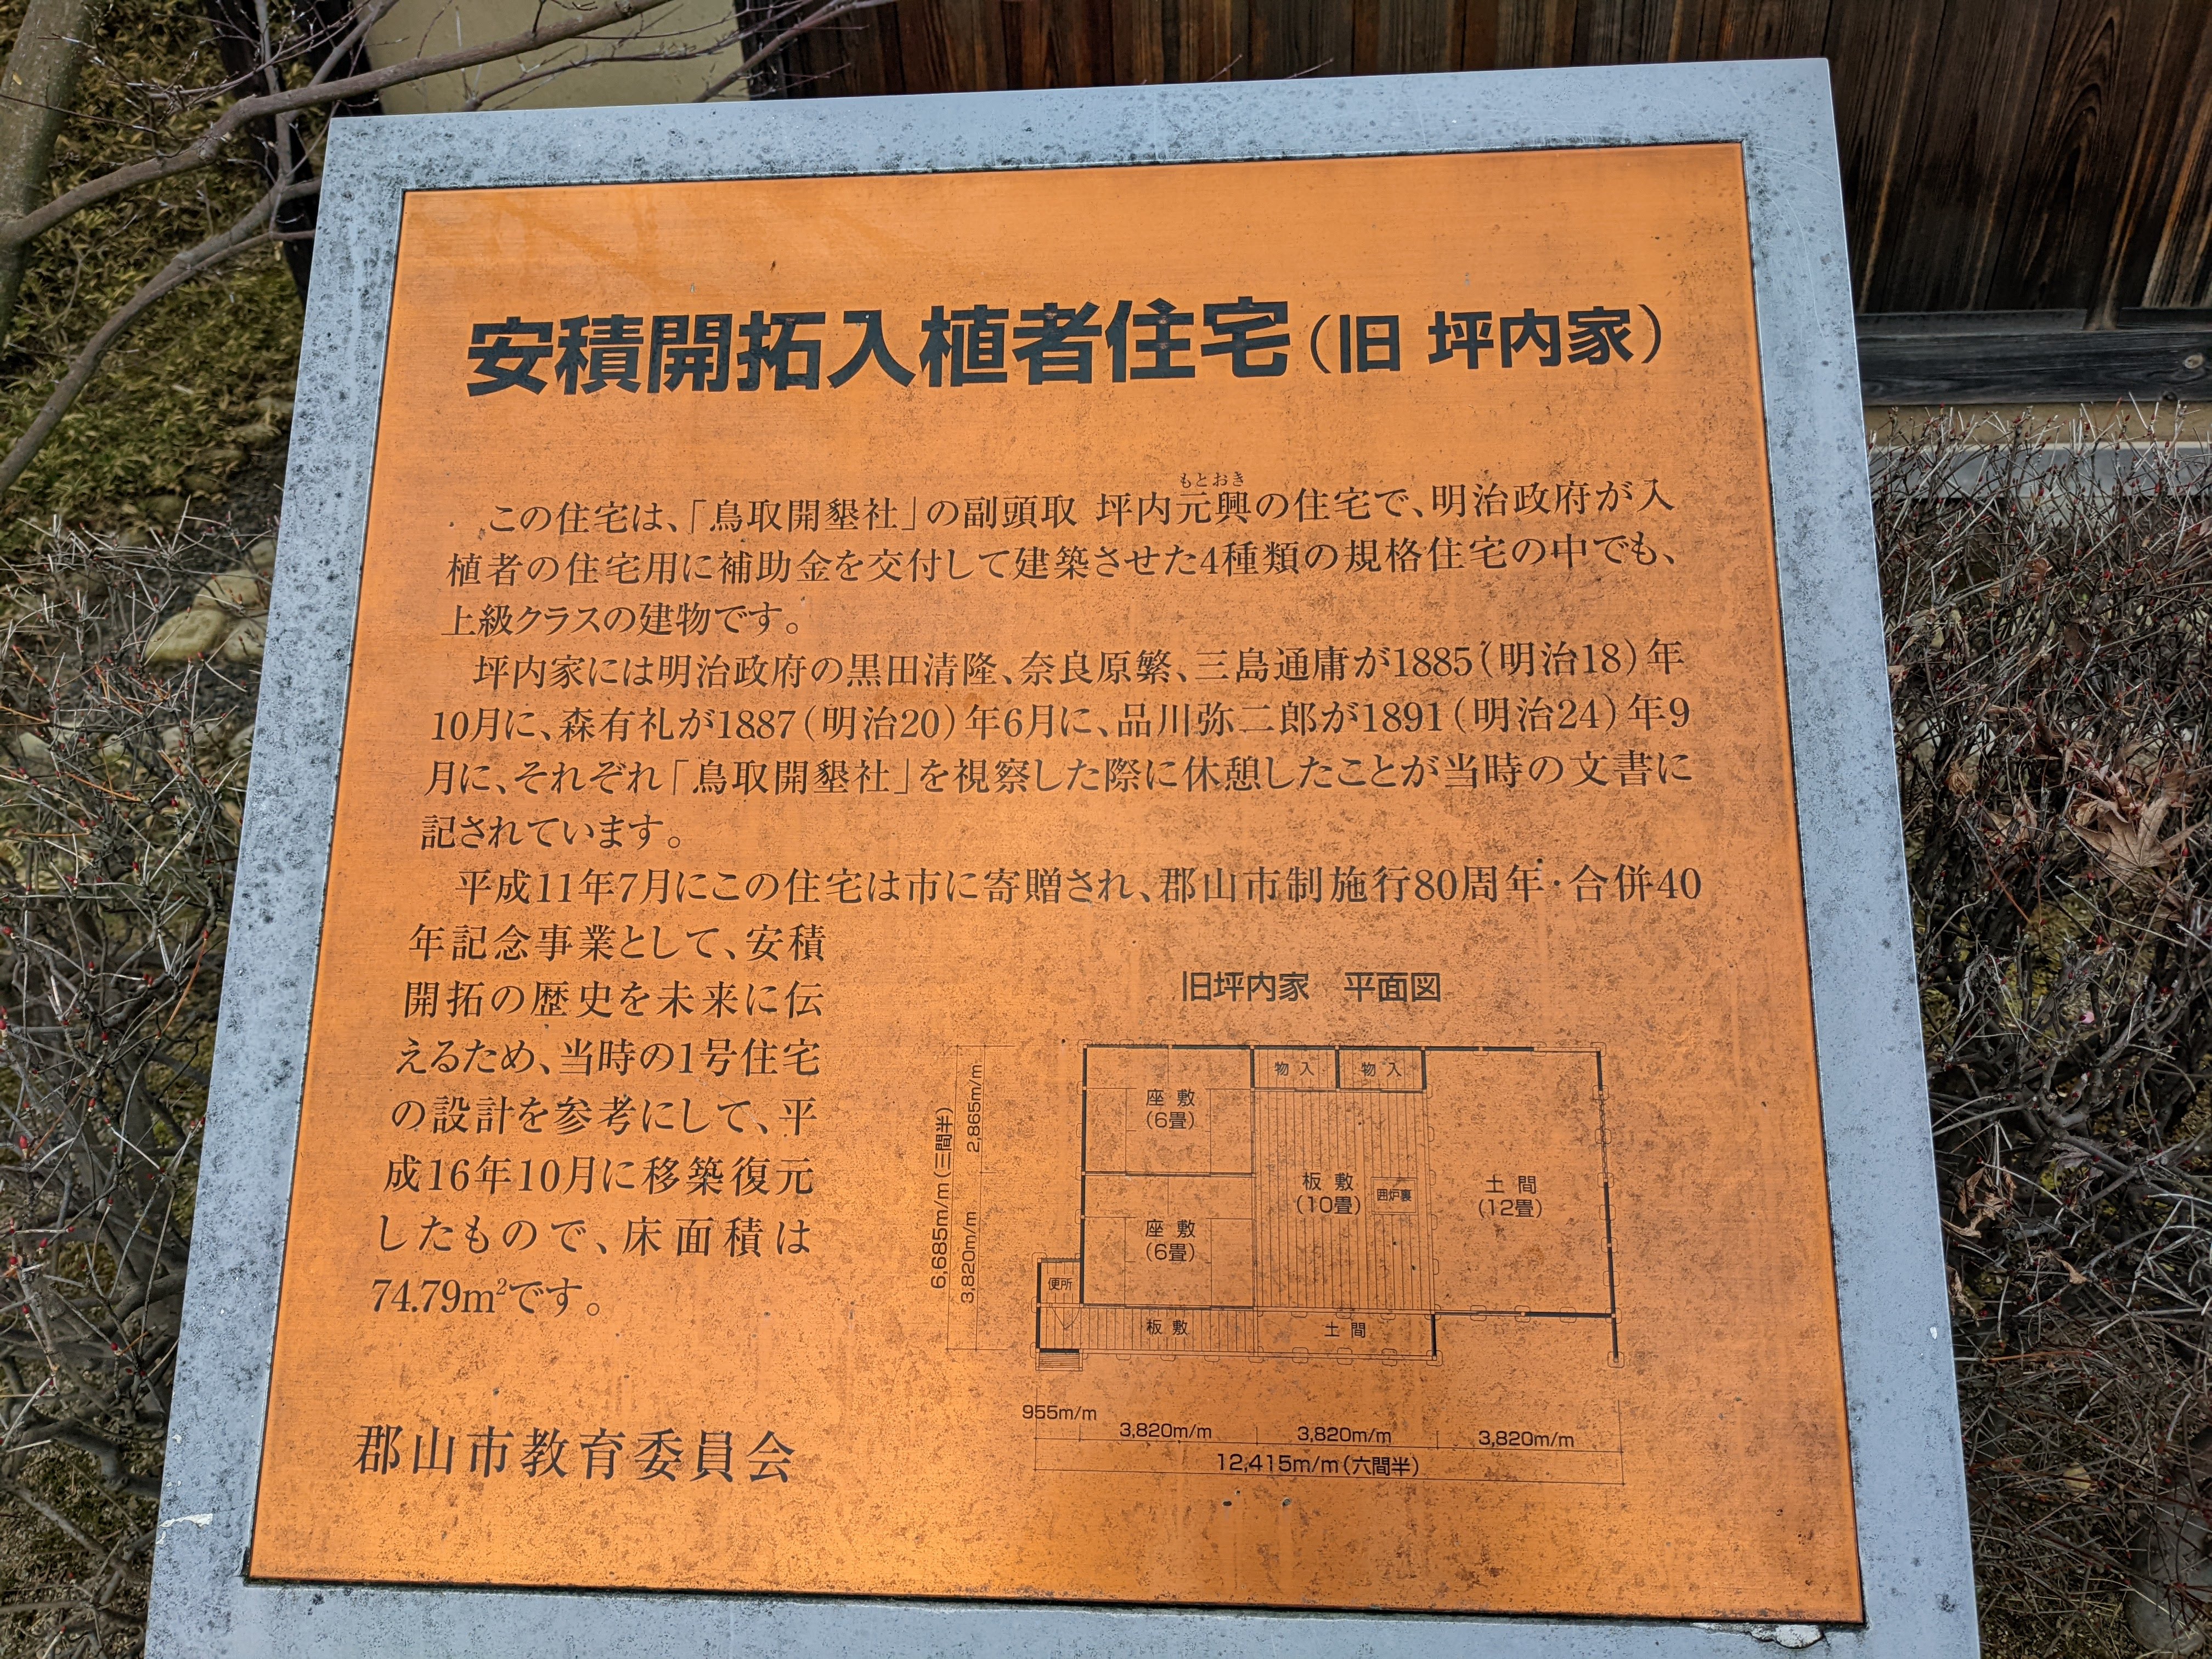 安積開拓入植者住宅（旧 坪内家）
もとおき
この住宅は、「鳥取開墾社」の副頭取 坪内元興の住宅で、明治政府が入
植者の住宅用に補助金を交付して建築させた4種類の規格住宅の中でも、
上級クラスの建物です。
坪内家には明治政府の黒田清隆、奈良原繁、三島通庸が1885（明治18）年
10月に、森有礼が1887（明治20）年6月に、品川弥二郎が1891（明治24）年9
月に、それぞれ「鳥取開墾社」を視察した際に休憩したことが当時の文書に
記されています。
平成11年7月にこの住宅は市に寄贈され、郡山市制施行80周年・合併40
年記念事業として、安積
開拓の歴史を未来に伝
えるため、当時の1号住宅
の設計を参考にして、平
成16年10月に移築復元
したもので、床面積は
74.79m²です。
郡山市教育委員会
旧坪内家　平面図
物入
物入
座敷
（6畳）
板敷
（10畳）
囲炉裏
土間
（12畳）
座敷
（6畳）
便所
板敷
土間
6,685m/m（三間半）
2,865m/m
3,820m/m
955m/m
3,820m/m
3,820m/m
3,820m/m
12,415m/m（六間半）